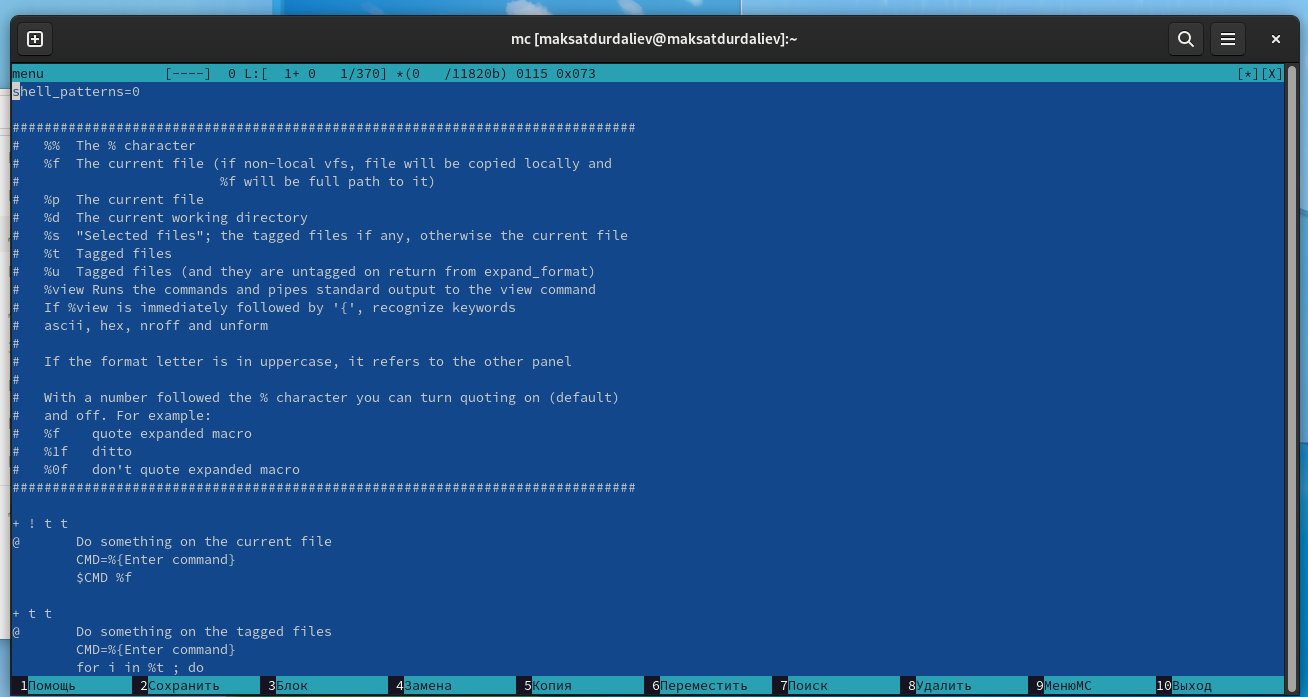 mc [maksatdurdaliev@maksatdurdaliev]:~
menu               [----]  0 L:[  1+ 0   1/370] *(0   /11820b) 0115 0x073                    [*][X]
shell_patterns=0
##############################################################################
#   %%  The % character
#   %f  The current file (if non-local vfs, file will be copied locally and
#                         %f will be full path to it)
#   %p  The current file
#   %d  The current working directory
#   %s  "Selected files"; the tagged files if any, otherwise the current file
#   %t  Tagged files
#   %u  Tagged files (and they are untagged on return from expand_format)
#   %view Runs the commands and pipes standard output to the view command
#   If %view is immediately followed by '{', recognize keywords
#   ascii, hex, nroff and unform
#
#   If the format letter is in uppercase, it refers to the other panel
#
#   With a number followed the % character you can turn quoting on (default)
#   and off. For example:
#   %f    quote expanded macro
#   %1f   ditto
#   %0f   don't quote expanded macro
##############################################################################
+ ! t t
@       Do something on the current file
        CMD=%{Enter command}
        $CMD %f
+ t t
@       Do something on the tagged files
        CMD=%{Enter command}
        for i in %t ; do
1Помощь 2Сохранить 3Блок 4Замена 5Копия 6Переместить 7Поиск 8Удалить 9МенюMC 10Выход